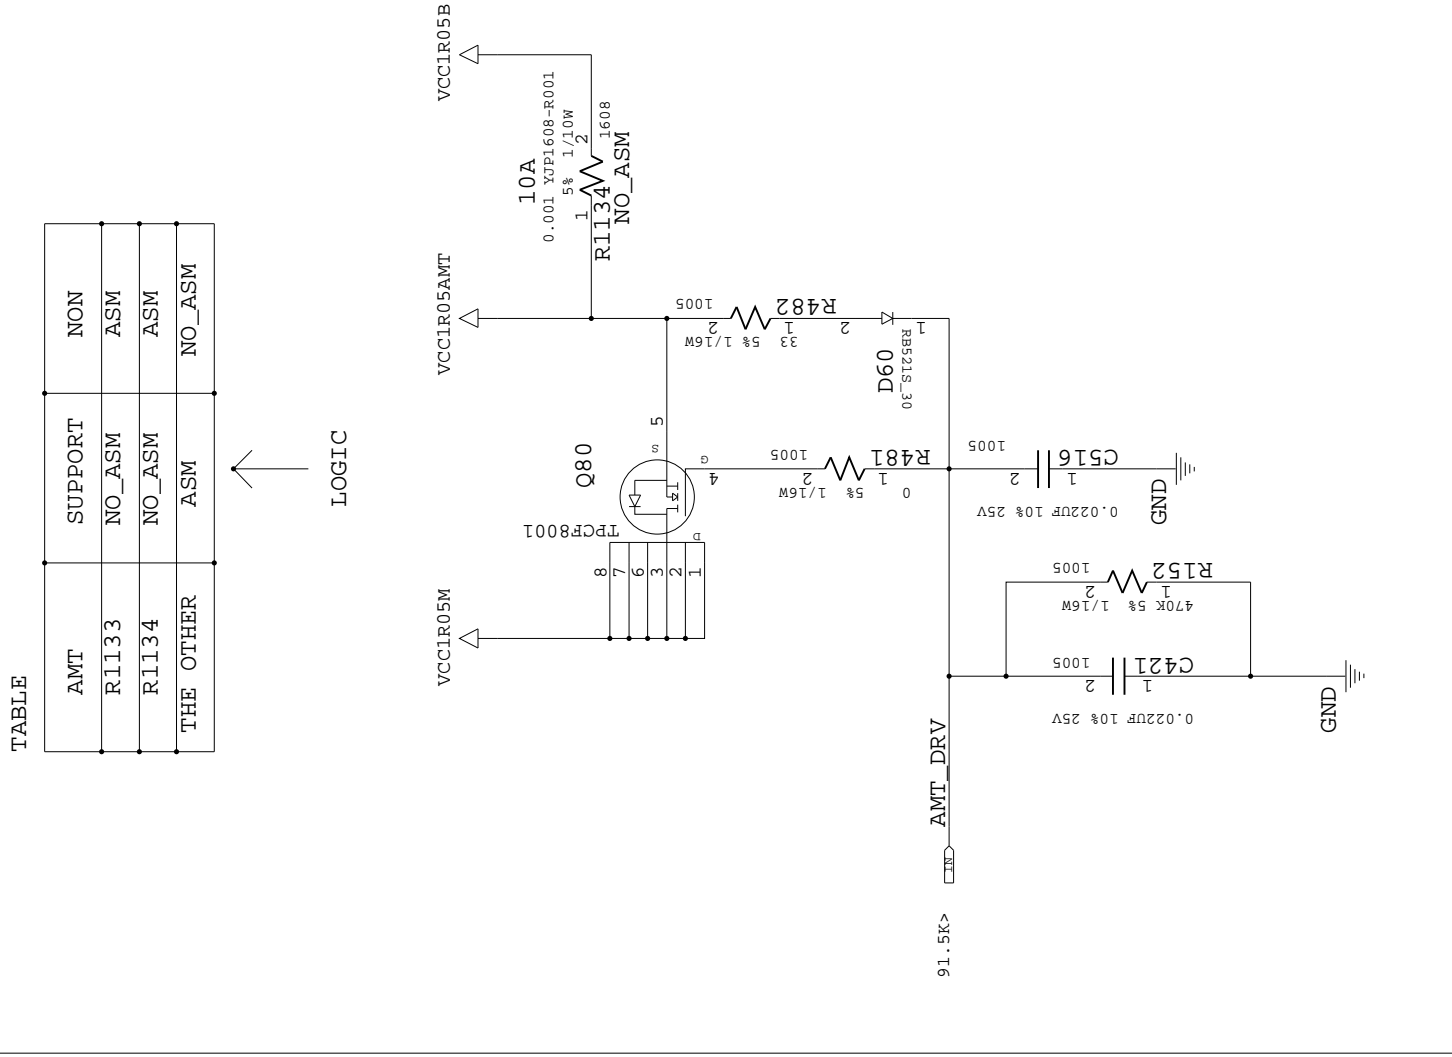 TABLE
AMT SUPPORT NON
R1133 NO_ASM ASM
R1134 NO_ASM ASM
THE OTHER ASM NO_ASM
LOGIC
VCC1R05M
VCC1R05AMT
VCC1R05B
10A
0.001 YJP1608-R001
5% 1/10W
1 2
1608
R1134
NO_ASM
Q80
TPCF8001
8
7
6
3
2
1
D
S
5
G
4
1005
R482
2 1
33 5% 1/16W
2 1
D60
RB521S_30
1005
R481
2 1
0 5% 1/16W
1005
C516
2 1
0.022UF 10% 25V
GND
1005
R152
2 1
470K 5% 1/16W
1005
C421
2 1
0.022UF 10% 25V
GND
AMT_DRV
IN
91.5K>